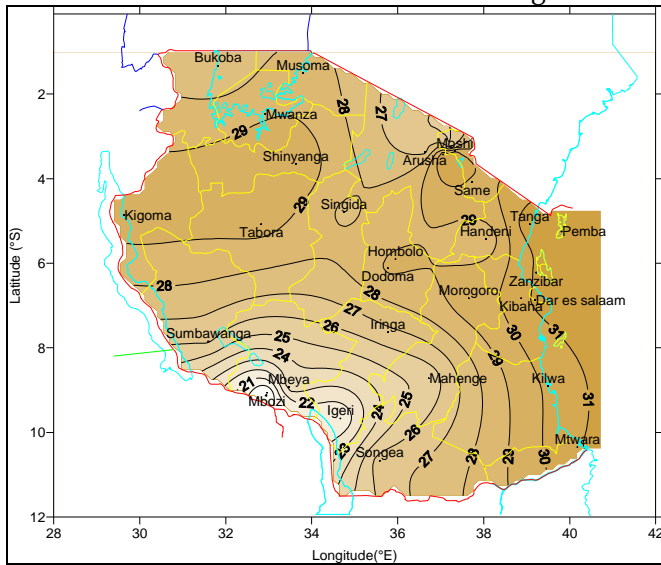 Bukoba
Musoma
2
28
27
29
Mwanza
Moshi
Shinyanga
Arusha
4
Same
29
Singida
Kigoma
29
Tanga
Tabora
Handeni
Pemba
Hombolo
6
Dodoma
28
28
Zanzibar
Morogoro
Kibaha
Dar es salaam
27
Sumbawanga
26
Iringa
25
30
31
8
24
29
21
Mbeya
Mahenge
Kilwa
Mbozi
22
Igeri
25
24
31
10
26
Mtwara
23
Songea
27
28
29
30
12
28
30
32
34
36
38
40
42
Latitude (°S)
Longitude(°E)